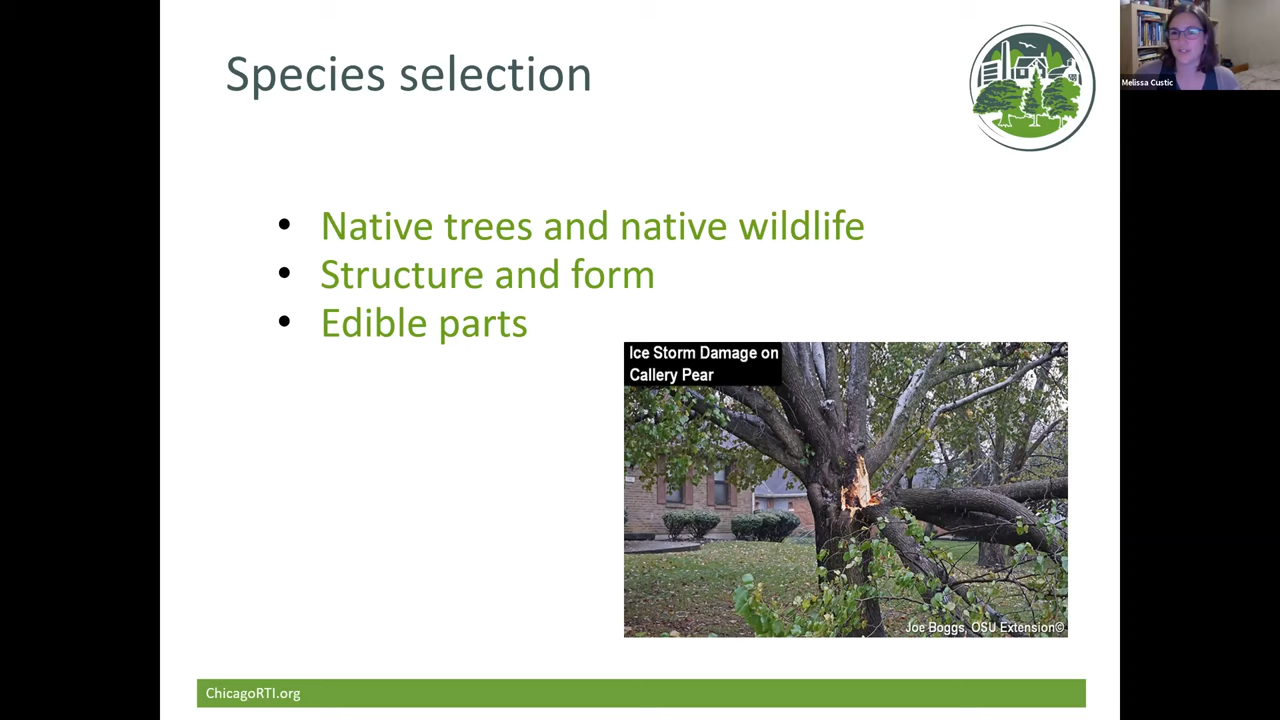 Species selection
Melissa Custic
• Native trees and native wildlife
• Structure and form
• Edible parts
Ice Storm Damage on
Callery Pear
Joe Boggs, OSU Extension©
ChicagoRTI.org